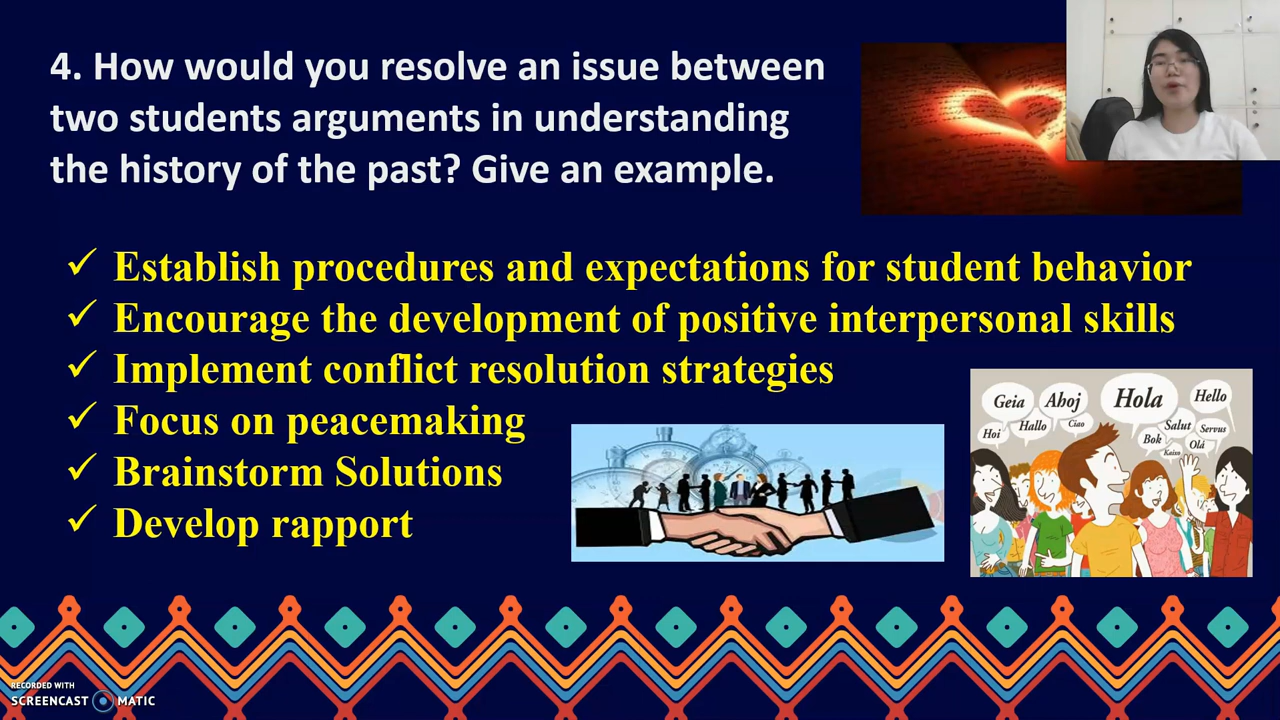 4. How would you resolve an issue between
two students arguments in understanding
the history of the past? Give an example.
✓ Establish procedures and expectations for student behavior
✓ Encourage the development of positive interpersonal skills
✓ Implement conflict resolution strategies
✓ Focus on peacemaking
✓ Brainstorm Solutions
✓ Develop rapport
Geia
Ahoj
Hola
Hello
Hoi
Hallo
Ciao
Bok
Salut
Servus
Olá
Kaixo
RECORDED WITH
SCREENCAST MATIC